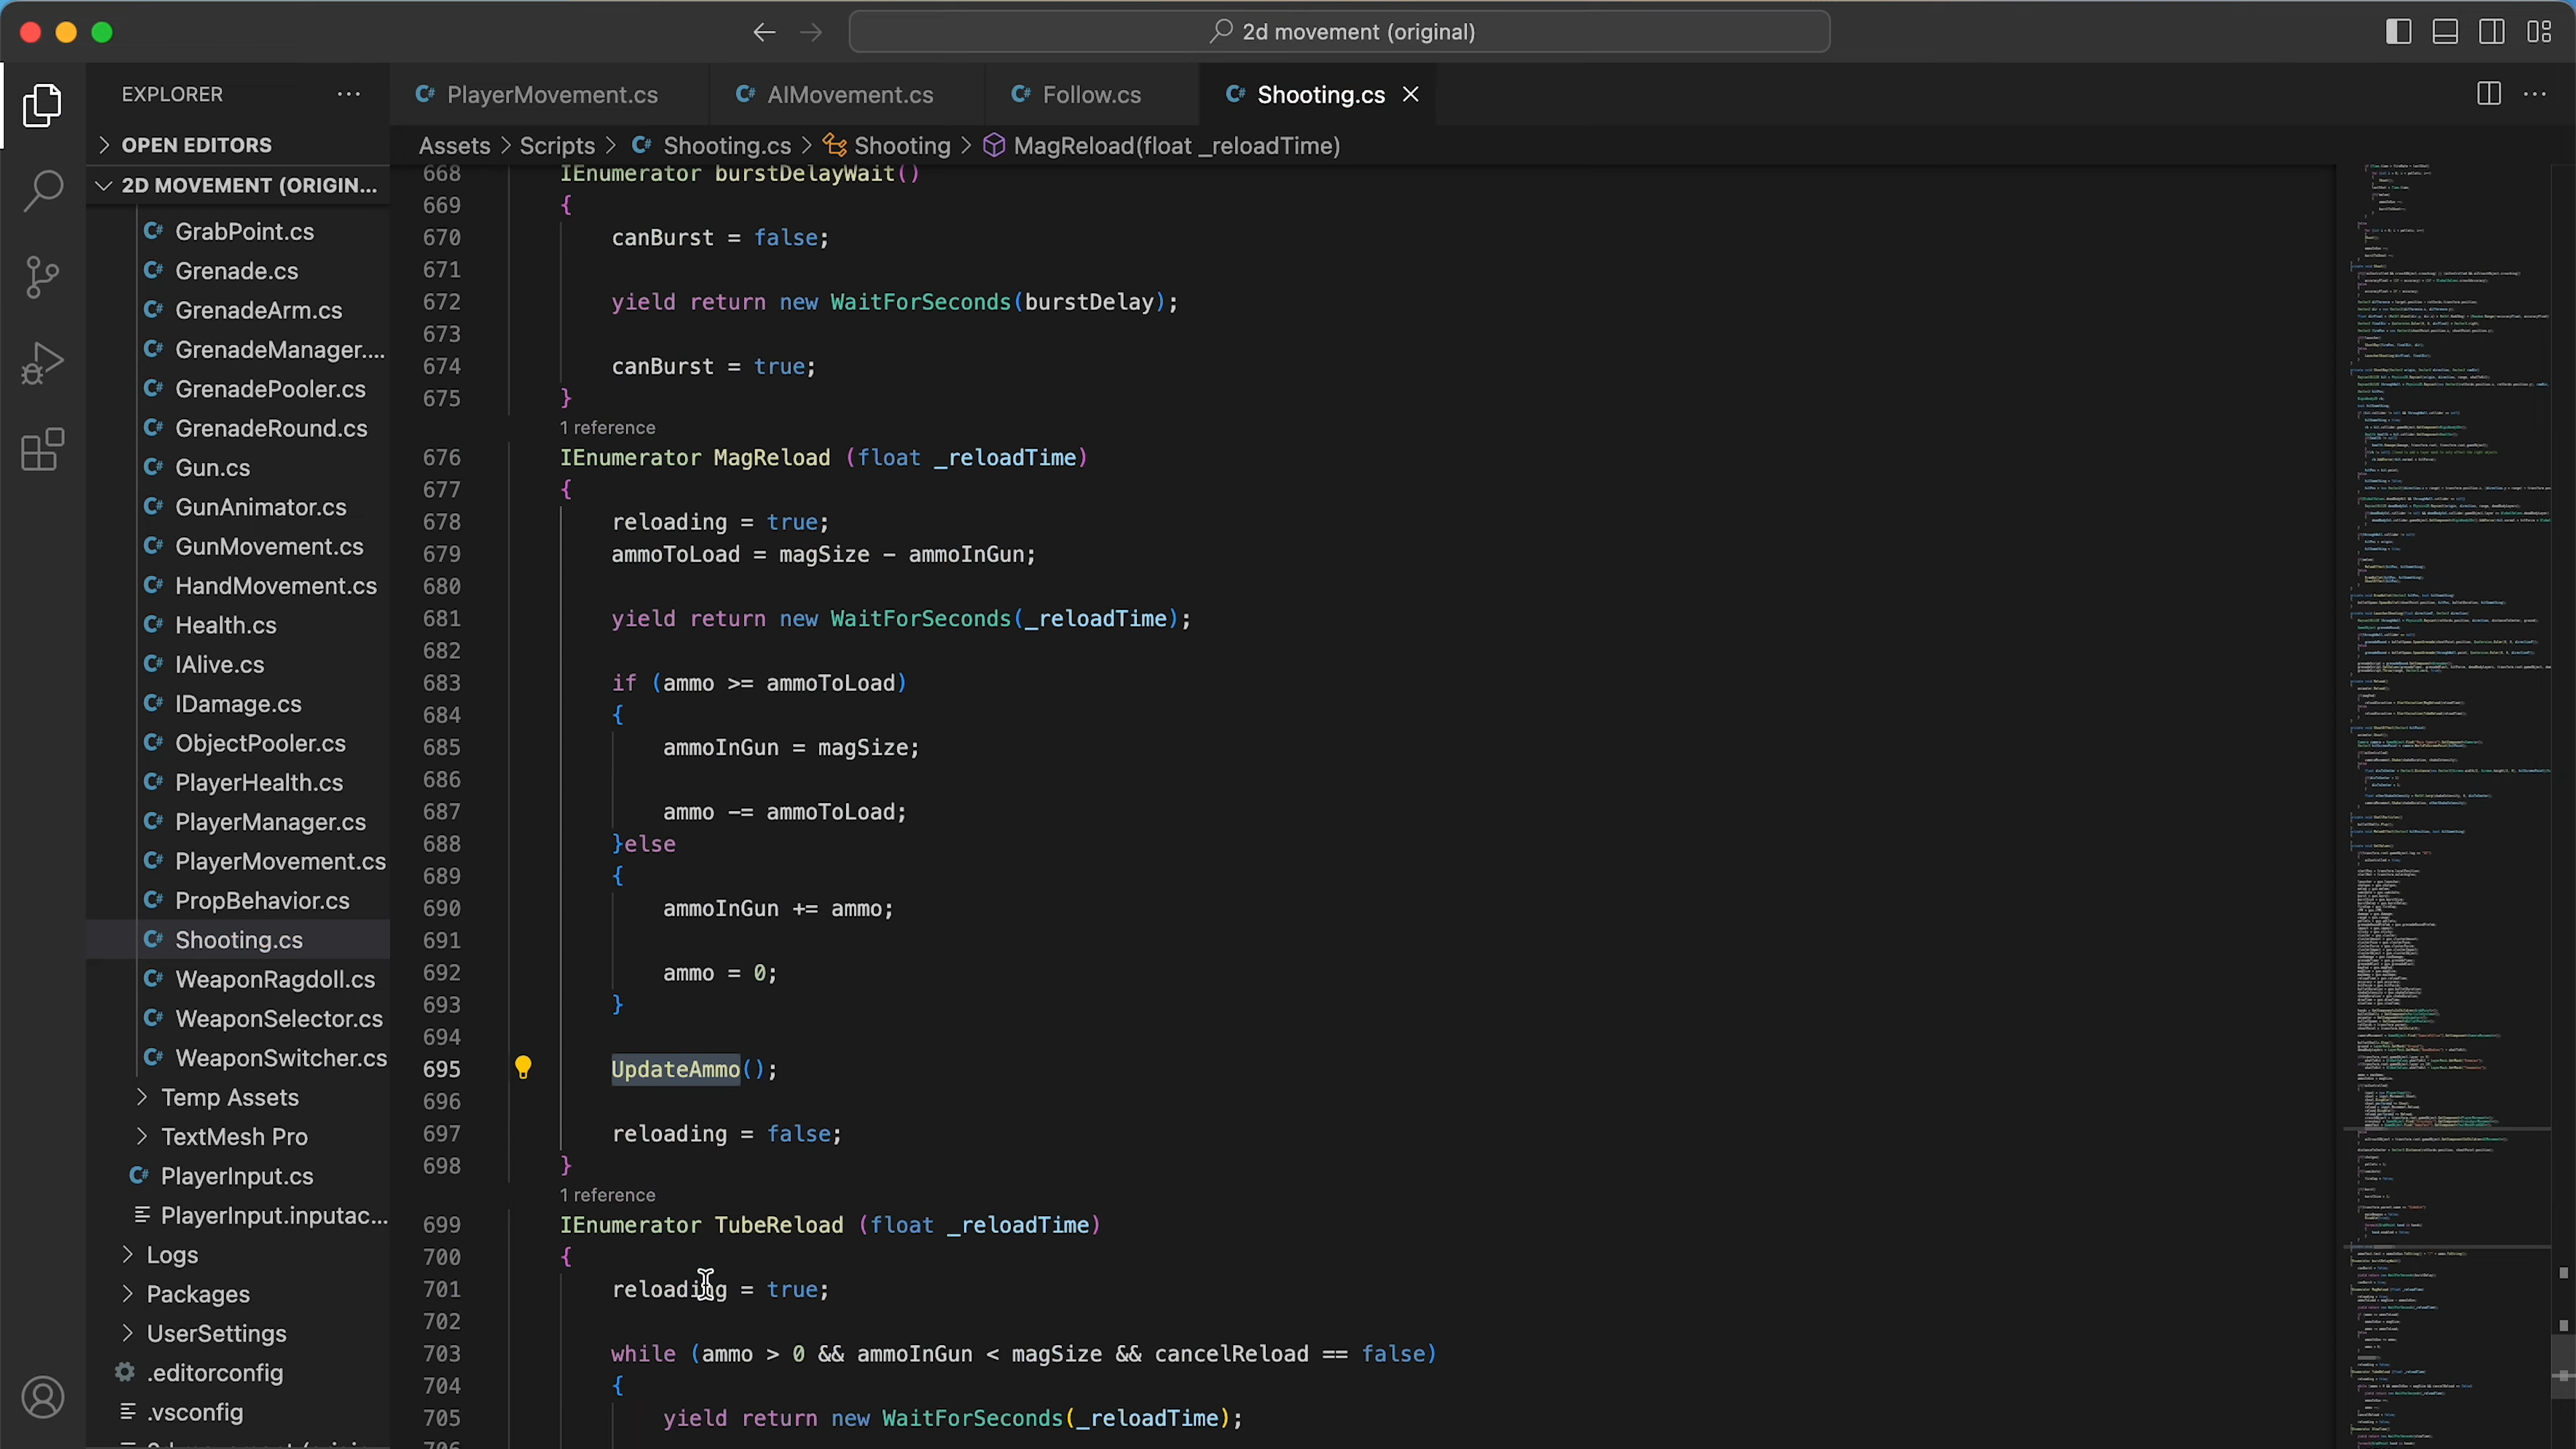 2d movement (original)
EXPLORER
PlayerMovement.cs
AIMovement.cs
Follow.cs
Shooting.cs
OPEN EDITORS
Assets > Scripts > Shooting.cs > Shooting > MagReload(float _reloadTime)
2D MOVEMENT (ORIGIN...
GrabPoint.cs
Grenade.cs
GrenadeArm.cs
GrenadeManager....
GrenadePooler.cs
GrenadeRound.cs
Gun.cs
GunAnimator.cs
GunMovement.cs
HandMovement.cs
Health.cs
IAlive.cs
IDamage.cs
ObjectPooler.cs
PlayerHealth.cs
PlayerManager.cs
PlayerMovement.cs
PropBehavior.cs
Shooting.cs
WeaponRagdoll.cs
WeaponSelector.cs
WeaponSwitcher.cs
Temp Assets
TextMesh Pro
PlayerInput.cs
PlayerInput.inputac...
Logs
Packages
UserSettings
.editorconfig
.vsconfig
668 IEnumerator burstDelayWait()
669 {
670 canBurst = false;
671
672 yield return new WaitForSeconds(burstDelay);
673
674 canBurst = true;
675 }
1 reference
676 IEnumerator MagReload (float _reloadTime)
677 {
678 reloading = true;
679 ammoToLoad = magSize - ammoInGun;
680
681 yield return new WaitForSeconds(_reloadTime);
682
683 if (ammo >= ammoToLoad)
684 {
685 ammoInGun = magSize;
686
687 ammo -= ammoToLoad;
688 }else
689 {
690 ammoInGun += ammo;
691
692 ammo = 0;
693 }
694
695 UpdateAmmo();
696
697 reloading = false;
698 }
1 reference
699 IEnumerator TubeReload (float _reloadTime)
700 {
701 reloading = true;
702
703 while (ammo > 0 && ammoInGun < magSize && cancelReload == false)
704 {
705 yield return new WaitForSeconds(_reloadTime);